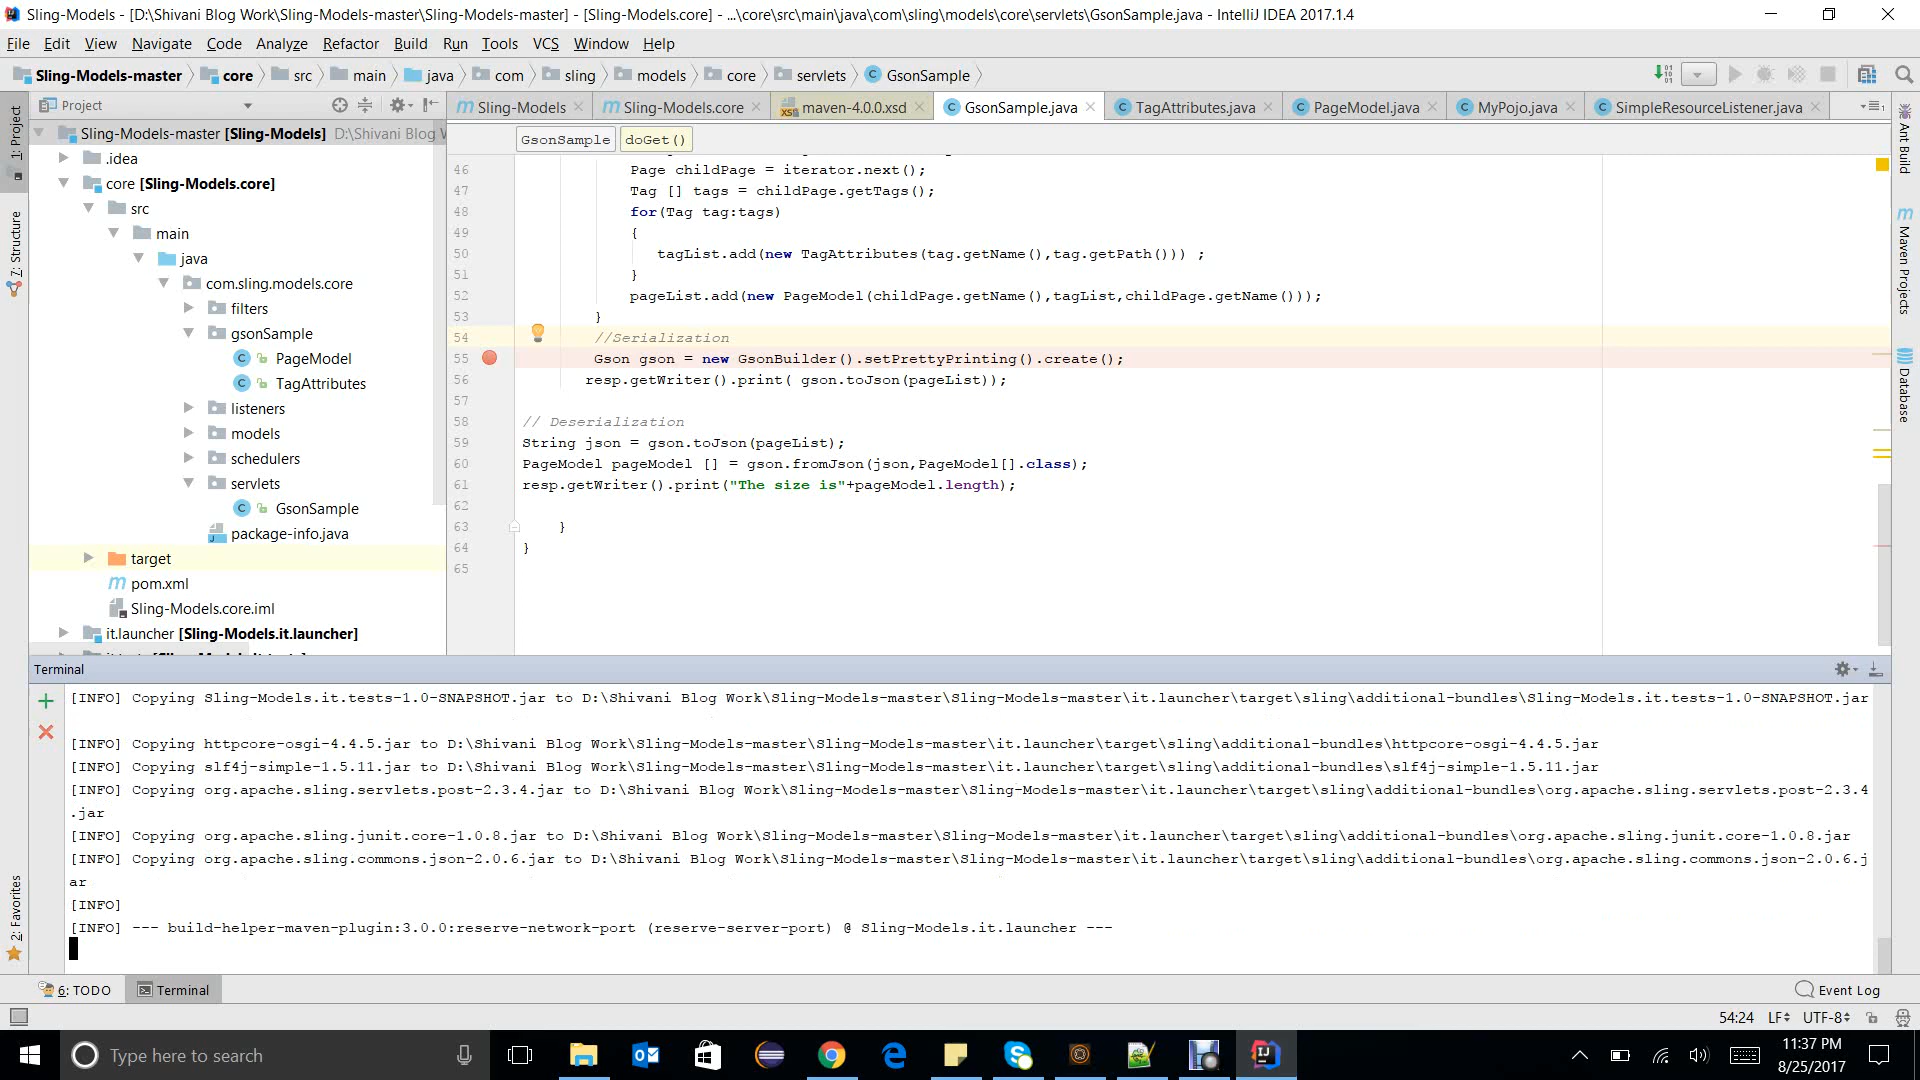 Sling-Models - [D:\Shivani Blog Work\Sling-Models-master\Sling-Models-master] - [Sling-Models.core] - ...\core\src\main\java\com\sling\models\core\servlets\GsonSample.java - IntelliJ IDEA 2017.1.4
File Edit View Navigate Code Analyze Refactor Build Run Tools VCS Window Help
Sling-Models-master core src main java com sling models core servlets GsonSample
Project
Sling-Models Sling-Models.core maven-4.0.0.xsd GsonSample.java TagAttributes.java PageModel.java MyPojo.java SimpleResourceListener.java
GsonSample doGet()
1: Project
7: Structure
2: Favorites
Ant Build
Maven Projects
Database
Sling-Models-master [Sling-Models] D:\Shivani Blog
.idea
core [Sling-Models.core]
src
main
java
com.sling.models.core
filters
gsonSample
PageModel
TagAttributes
listeners
models
schedulers
servlets
GsonSample
package-info.java
target
pom.xml
Sling-Models.core.iml
it.launcher [Sling-Models.it.launcher]
46 Page childPage = iterator.next();
47 Tag [] tags = childPage.getTags();
48 for(Tag tag:tags)
49 {
50 tagList.add(new TagAttributes(tag.getName(),tag.getPath())) ;
51 }
52 pageList.add(new PageModel(childPage.getName(),tagList,childPage.getName()));
53 }
54 //Serialization
55 Gson gson = new GsonBuilder().setPrettyPrinting().create();
56 resp.getWriter().print( gson.toJson(pageList));
57
58 // Deserialization
59 String json = gson.toJson(pageList);
60 PageModel pageModel [] = gson.fromJson(json,PageModel[].class);
61 resp.getWriter().print("The size is"+pageModel.length);
62
63 }
64 }
65
Terminal
[INFO] Copying Sling-Models.it.tests-1.0-SNAPSHOT.jar to D:\Shivani Blog Work\Sling-Models-master\Sling-Models-master\it.launcher\target\sling\additional-bundles\Sling-Models.it.tests-1.0-SNAPSHOT.jar
[INFO] Copying httpcore-osgi-4.4.5.jar to D:\Shivani Blog Work\Sling-Models-master\Sling-Models-master\it.launcher\target\sling\additional-bundles\httpcore-osgi-4.4.5.jar
[INFO] Copying slf4j-simple-1.5.11.jar to D:\Shivani Blog Work\Sling-Models-master\Sling-Models-master\it.launcher\target\sling\additional-bundles\slf4j-simple-1.5.11.jar
[INFO] Copying org.apache.sling.servlets.post-2.3.4.jar to D:\Shivani Blog Work\Sling-Models-master\Sling-Models-master\it.launcher\target\sling\additional-bundles\org.apache.sling.servlets.post-2.3.4
.jar
[INFO] Copying org.apache.sling.junit.core-1.0.8.jar to D:\Shivani Blog Work\Sling-Models-master\Sling-Models-master\it.launcher\target\sling\additional-bundles\org.apache.sling.junit.core-1.0.8.jar
[INFO] Copying org.apache.sling.commons.json-2.0.6.jar to D:\Shivani Blog Work\Sling-Models-master\Sling-Models-master\it.launcher\target\sling\additional-bundles\org.apache.sling.commons.json-2.0.6.j
ar
[INFO]
[INFO] --- build-helper-maven-plugin:3.0.0:reserve-network-port (reserve-server-port) @ Sling-Models.it.launcher ---
6: TODO Terminal Event Log
54:24 LF UTF-8
Type here to search
11:37 PM
8/25/2017